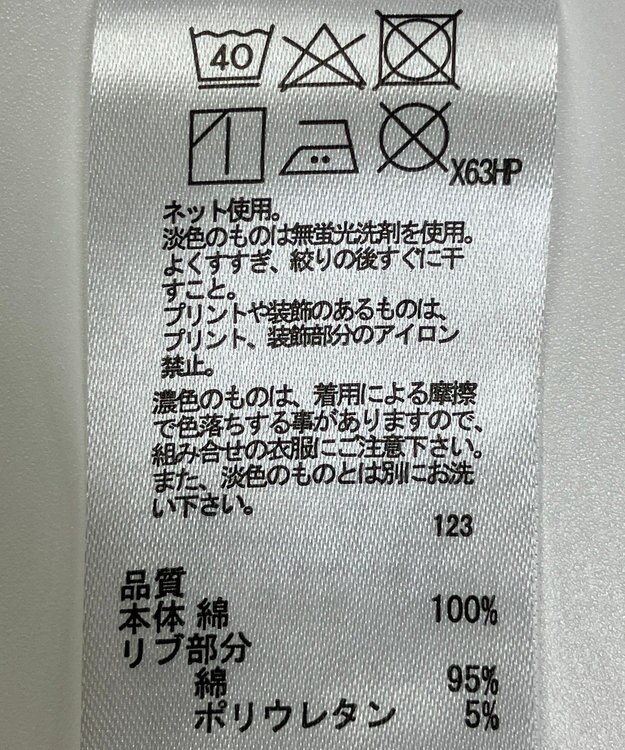 40
X63HP
ネット使用。
淡色のものは無蛍光洗剤を使用。
よくすすぎ、絞りの後すぐに干
すこと。
プリントや装飾のあるものは、
プリント、装飾部分のアイロン
禁止。
濃色のものは、着用による摩擦
で色落ちする事がありますので、
組み合せの衣服にご注意下さい。
また、淡色のものとは別にお洗
い下さい。
123
品質
本体 綿 100%
リブ部分
綿 95%
ポリウレタン 5%